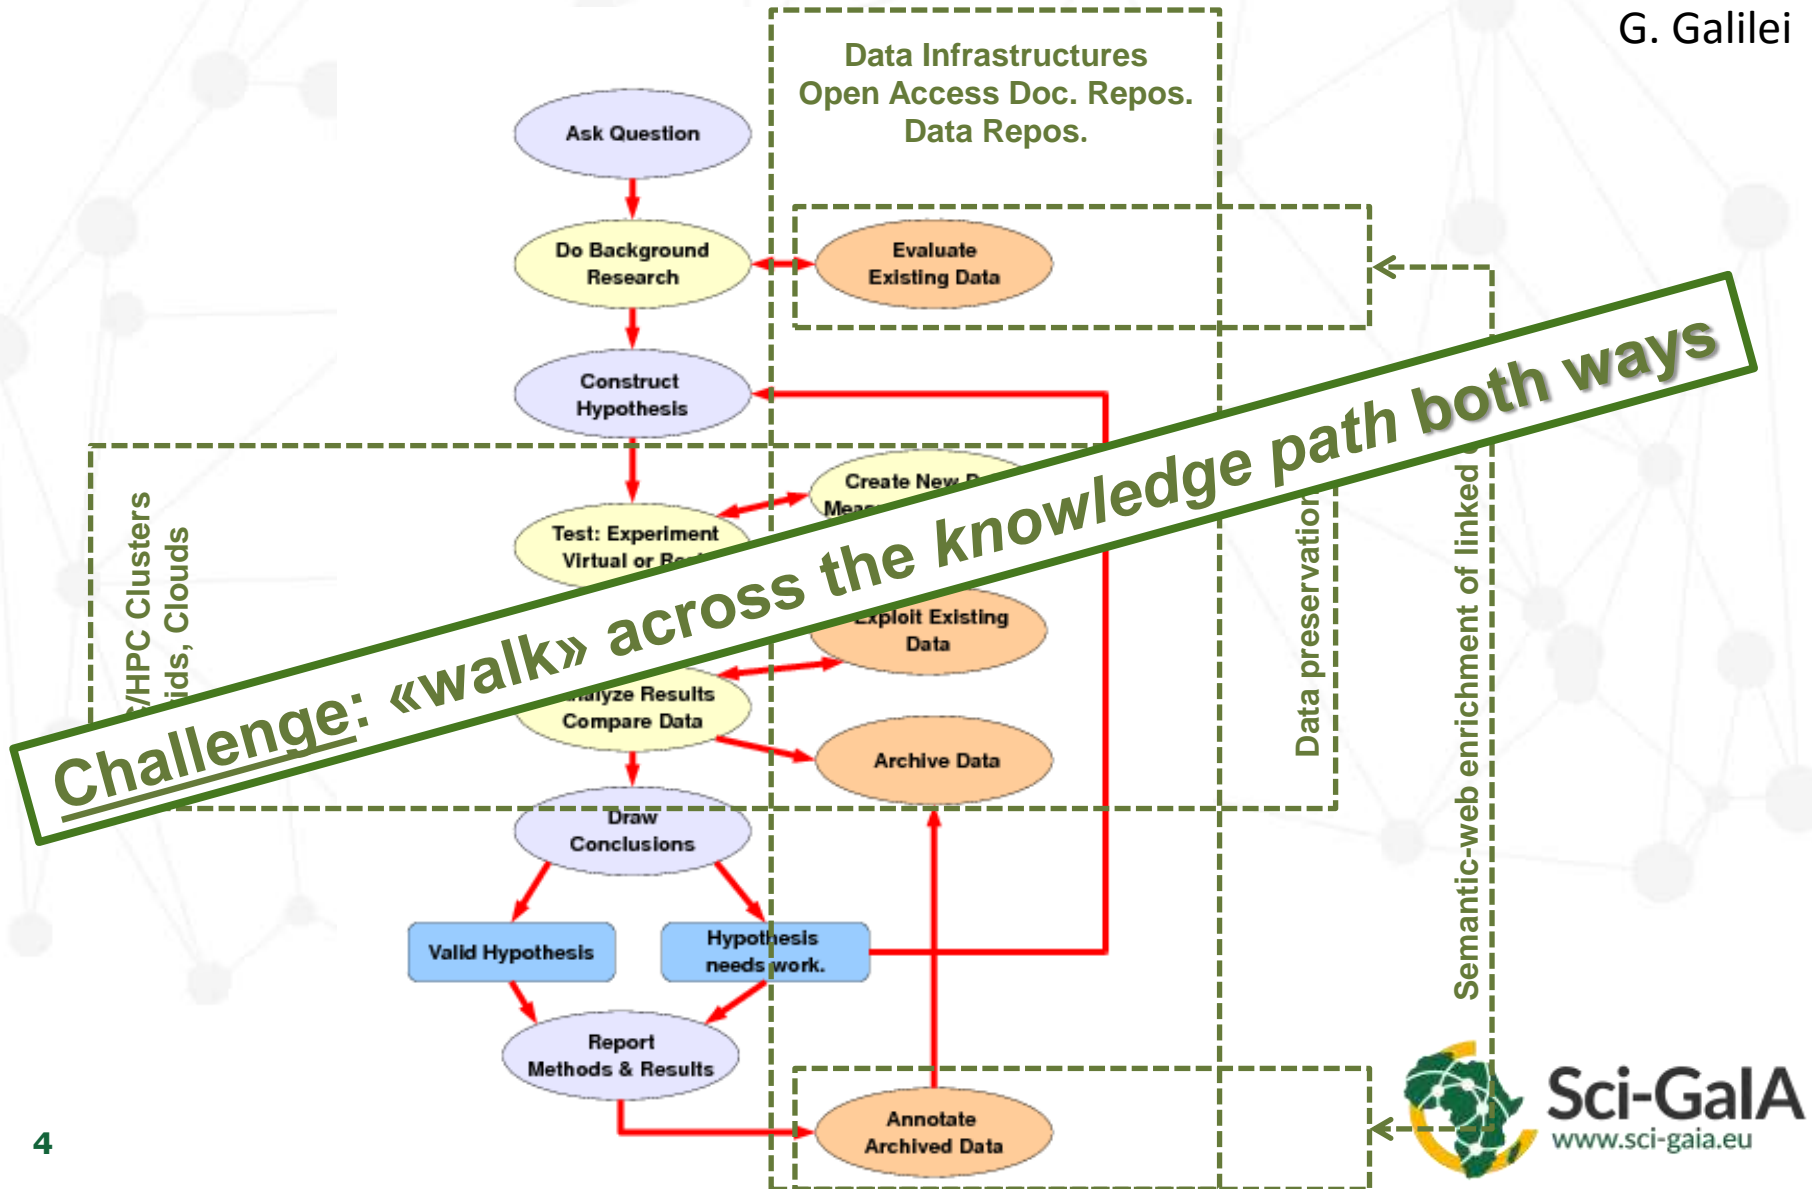 G. Galilei
Data Infrastructures
Open Access Doc. Repos.
Data Repos.
Ask Question
Do Background
Research
Evaluate
Existing Data
Construct
Hypothesis
Challenge: «walk» across the knowledge path both ways
/HPC Clusters
Clouds
Create New
Test: Experiment
Virtual or
Exploit Existing
Data
Analyze Results
Compare Data
Archive Data
Data preservation
Semantic-web enrichment of linked
Draw
Conclusions
Valid Hypothesis
Hypothesis
needs work.
Report
Methods & Results
Annotate
Archived Data
Sci-GaIA
www.sci-gaia.eu
4